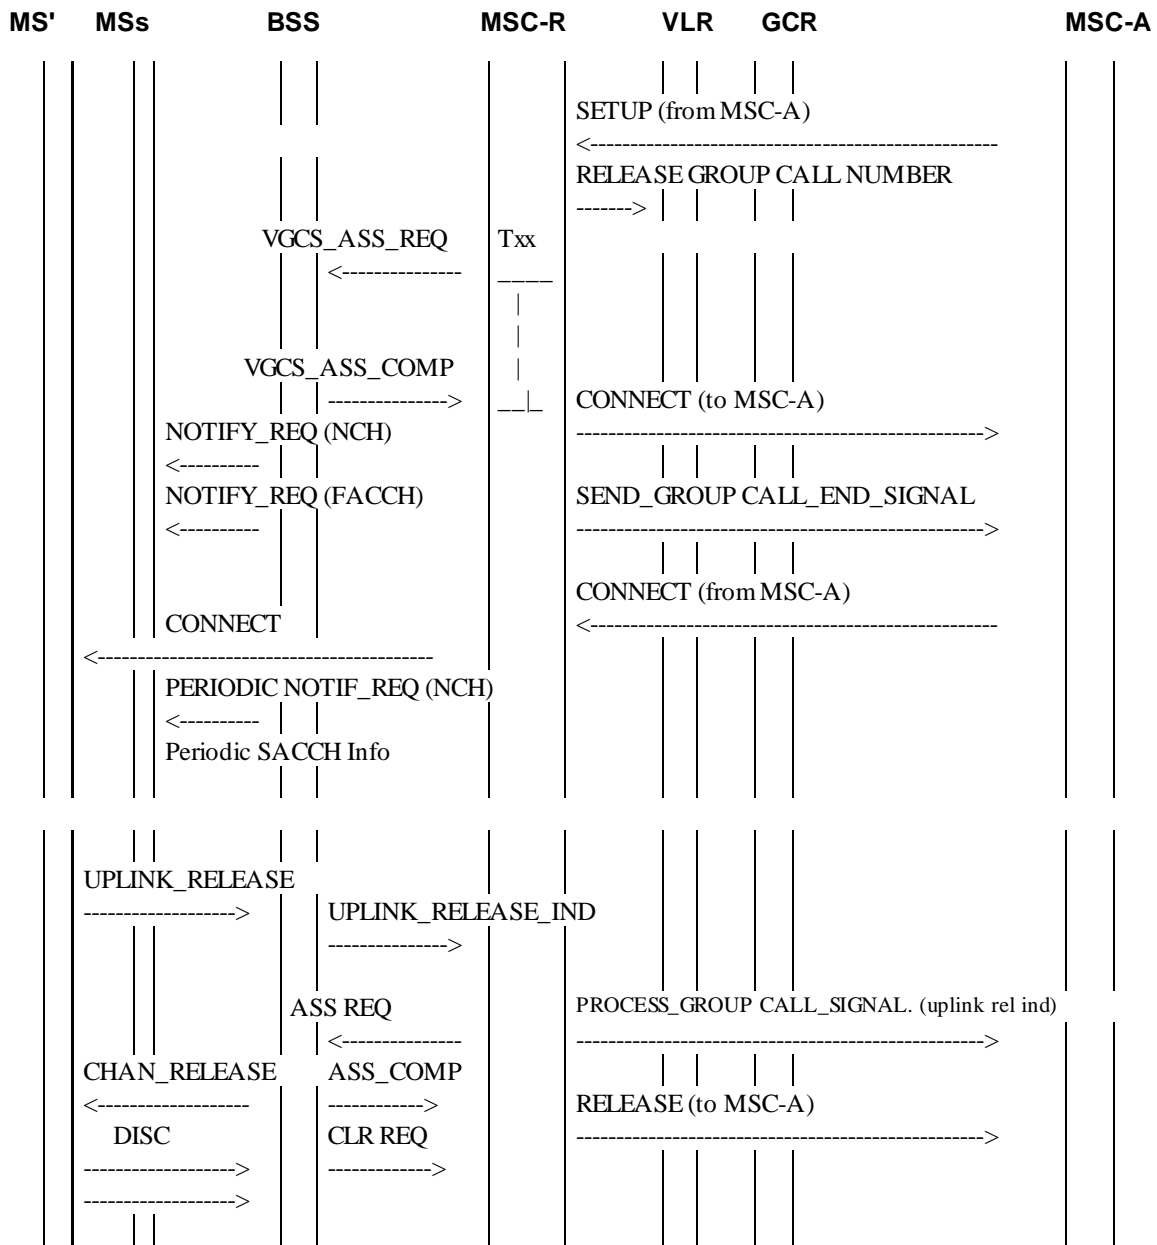 MS' MSs BSS MSC-R VLR GCR MSC-A
SETUP (from MSC-A)
<---------------------------------------------------
RELEASE GROUP CALL NUMBER
------->
VGCS_ASS_REQ Txx
<--------------- ____
|
|
VGCS_ASS_COMP |
---------------> __|_ CONNECT (to MSC-A)
NOTIFY_REQ (NCH) --------------------------------------------------->
<----------
NOTIFY_REQ (FACCH) SEND_GROUP CALL_END_SIGNAL
<---------- --------------------------------------------------->
CONNECT (from MSC-A)
CONNECT <---------------------------------------------------
<------------------------------------------
PERIODIC NOTIF_REQ (NCH)
<----------
Periodic SACCH Info
UPLINK_RELEASE
-------------------> UPLINK_RELEASE_IND
--------------->
ASS REQ PROCESS_GROUP CALL_SIGNAL. (uplink rel ind)
<--------------- --------------------------------------------------->
CHAN_RELEASE ASS_COMP
<------------------- ------------> RELEASE (to MSC-A)
DISC CLR REQ --------------------------------------------------->
-------------------> ------------->
------------------->